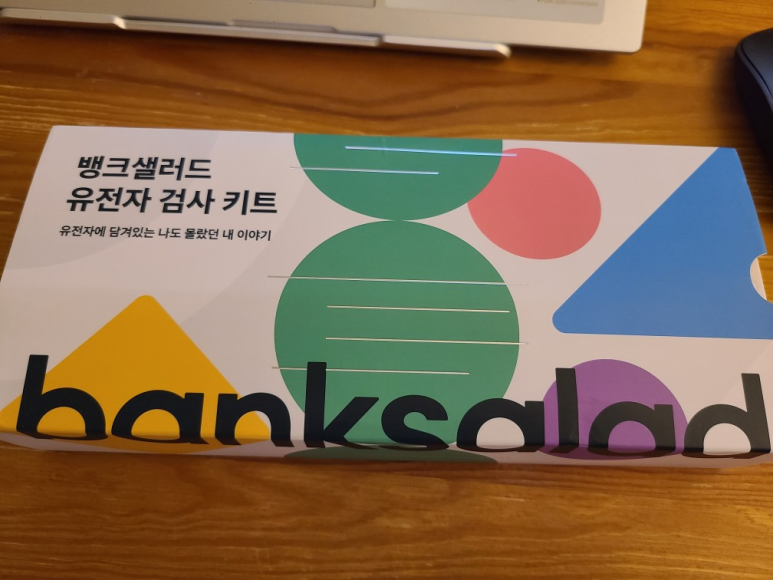 뱅크샐러드
유전자 검사 키트
유전자에 담겨있는 나도 몰랐던 내 이야기
banksalad